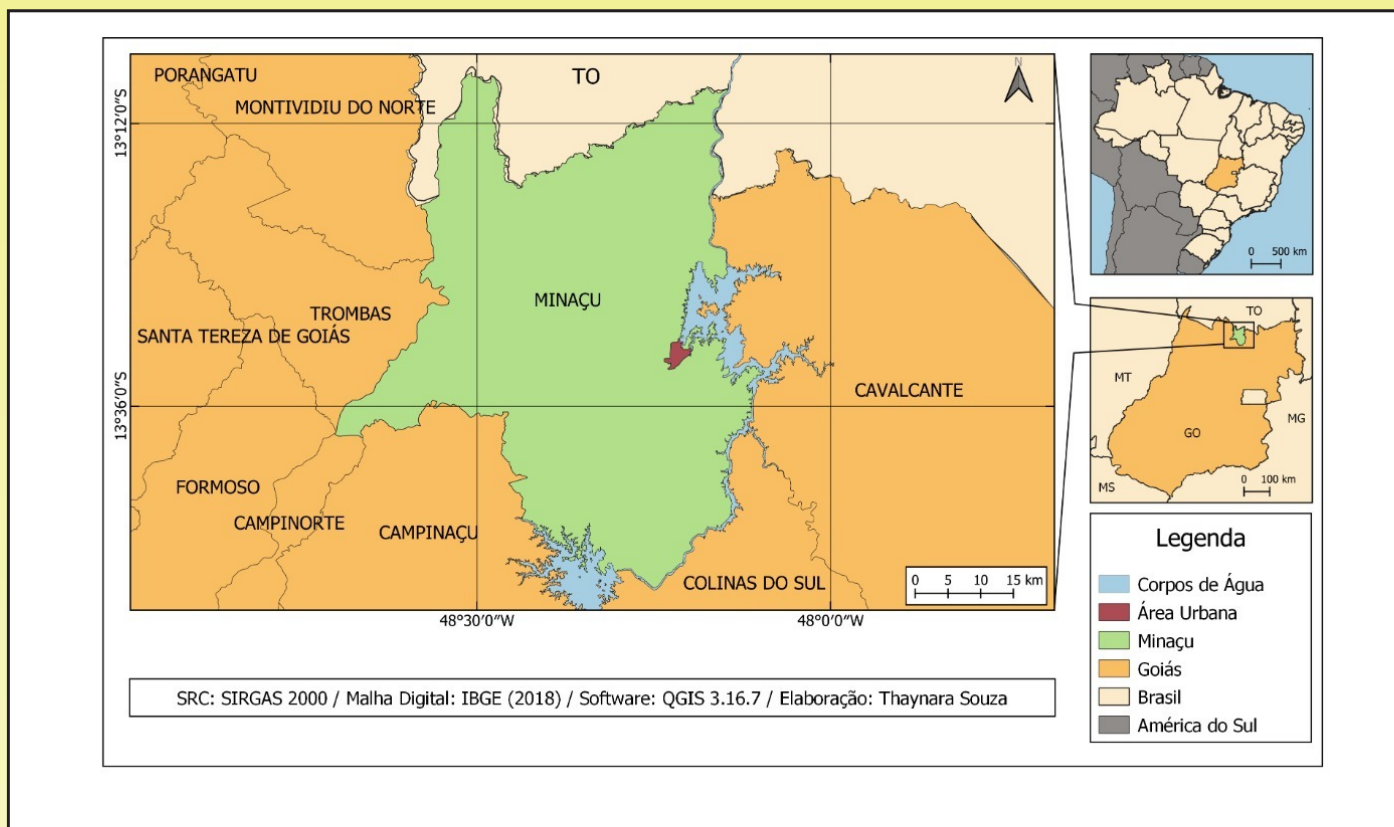 PORANGATU
MONTIVIDIU DO NORTE
TO
N
13°12'0"S
MINAÇU
TROMBAS
SANTA TEREZA DE GOIÁS
CAVALCANTE
13°36'0"S
FORMOSO
CAMPINORTE
CAMPINAÇU
COLINAS DO SUL
0 5 10 15 km
48°30'0"W
48°0'0"W
SRC: SIRGAS 2000 / Malha Digital: IBGE (2018) / Software: QGIS 3.16.7 / Elaboração: Thaynara Souza
0 500 km
TO
MT
MG
GO
MS
0 100 km
Legenda
Corpos de Água
Área Urbana
Minaçu
Goiás
Brasil
América do Sul